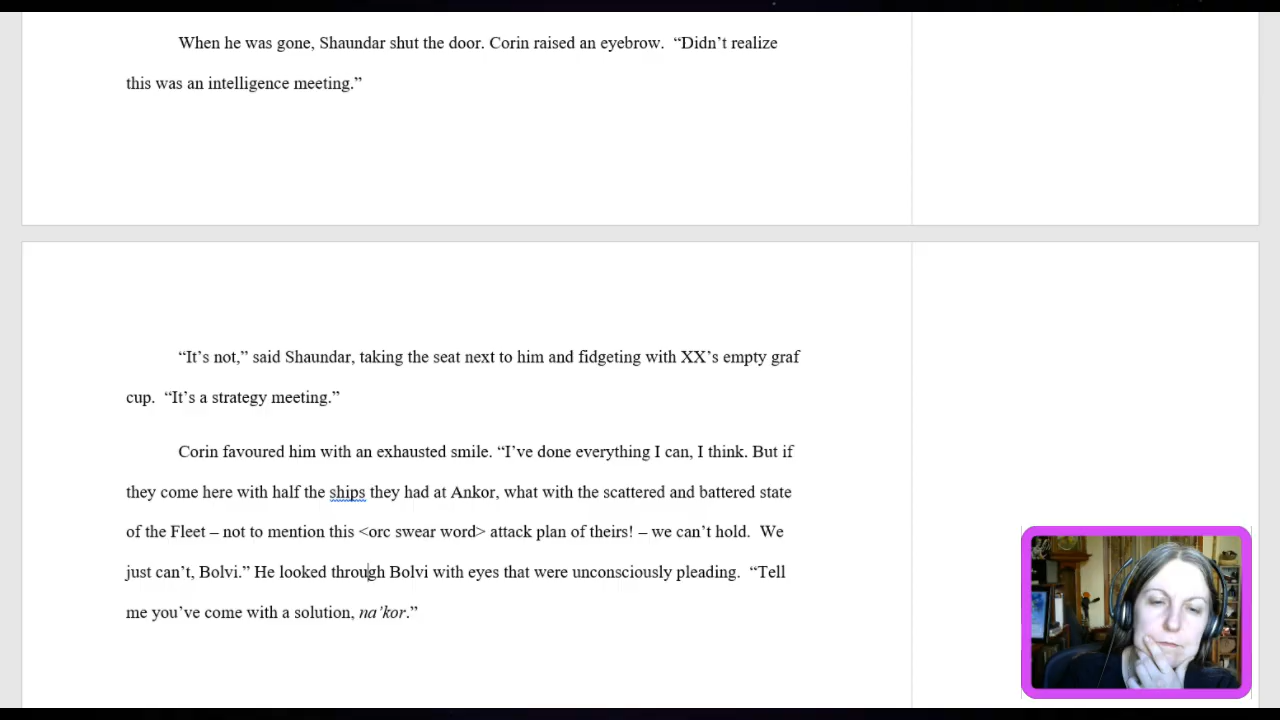 When he was gone, Shaundar shut the door. Corin raised an eyebrow.  “Didn’t realize
this was an intelligence meeting.”
“It’s not,” said Shaundar, taking the seat next to him and fidgeting with XX’s empty graf
cup.  “It’s a strategy meeting.”
Corin favoured him with an exhausted smile. “I’ve done everything I can, I think. But if
they come here with half the ships they had at Ankor, what with the scattered and battered state
of the Fleet – not to mention this <orc swear word> attack plan of theirs! – we can’t hold.  We
just can’t, Bolvi.” He looked through Bolvi with eyes that were unconsciously pleading.  “Tell
me you’ve come with a solution, na’kor.”